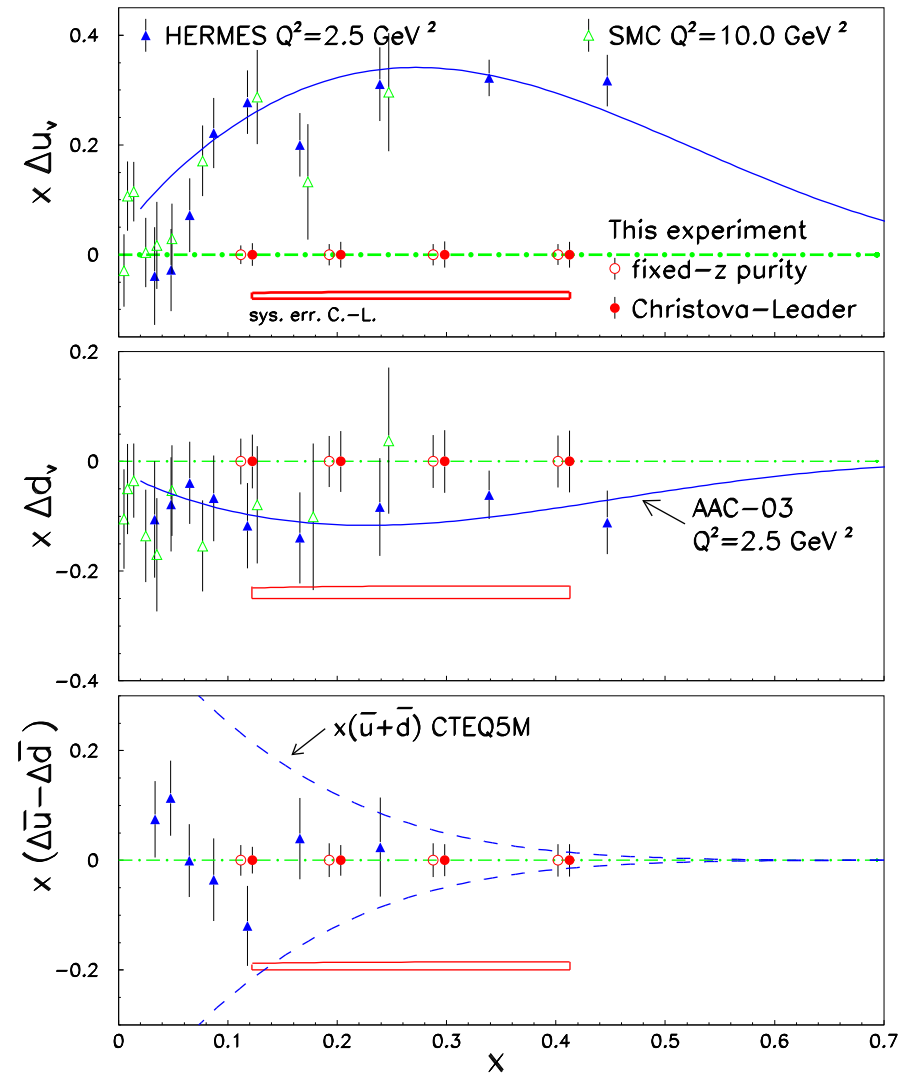 HERMES Q²=2.5 GeV²
SMC Q²=10.0 GeV²
0.4
0.2
0
x Δuᵥ
This experiment
fixed-z purity
Christova-Leader
sys. err. C.-L.
0.2
0
-0.2
-0.4
x Δdᵥ
AAC-03
Q²=2.5 GeV²
x(u̅+d̅) CTEQ5M
0.2
0
-0.2
x (Δu̅-Δd̅)
0 0.1 0.2 0.3 0.4 0.5 0.6 0.7
x